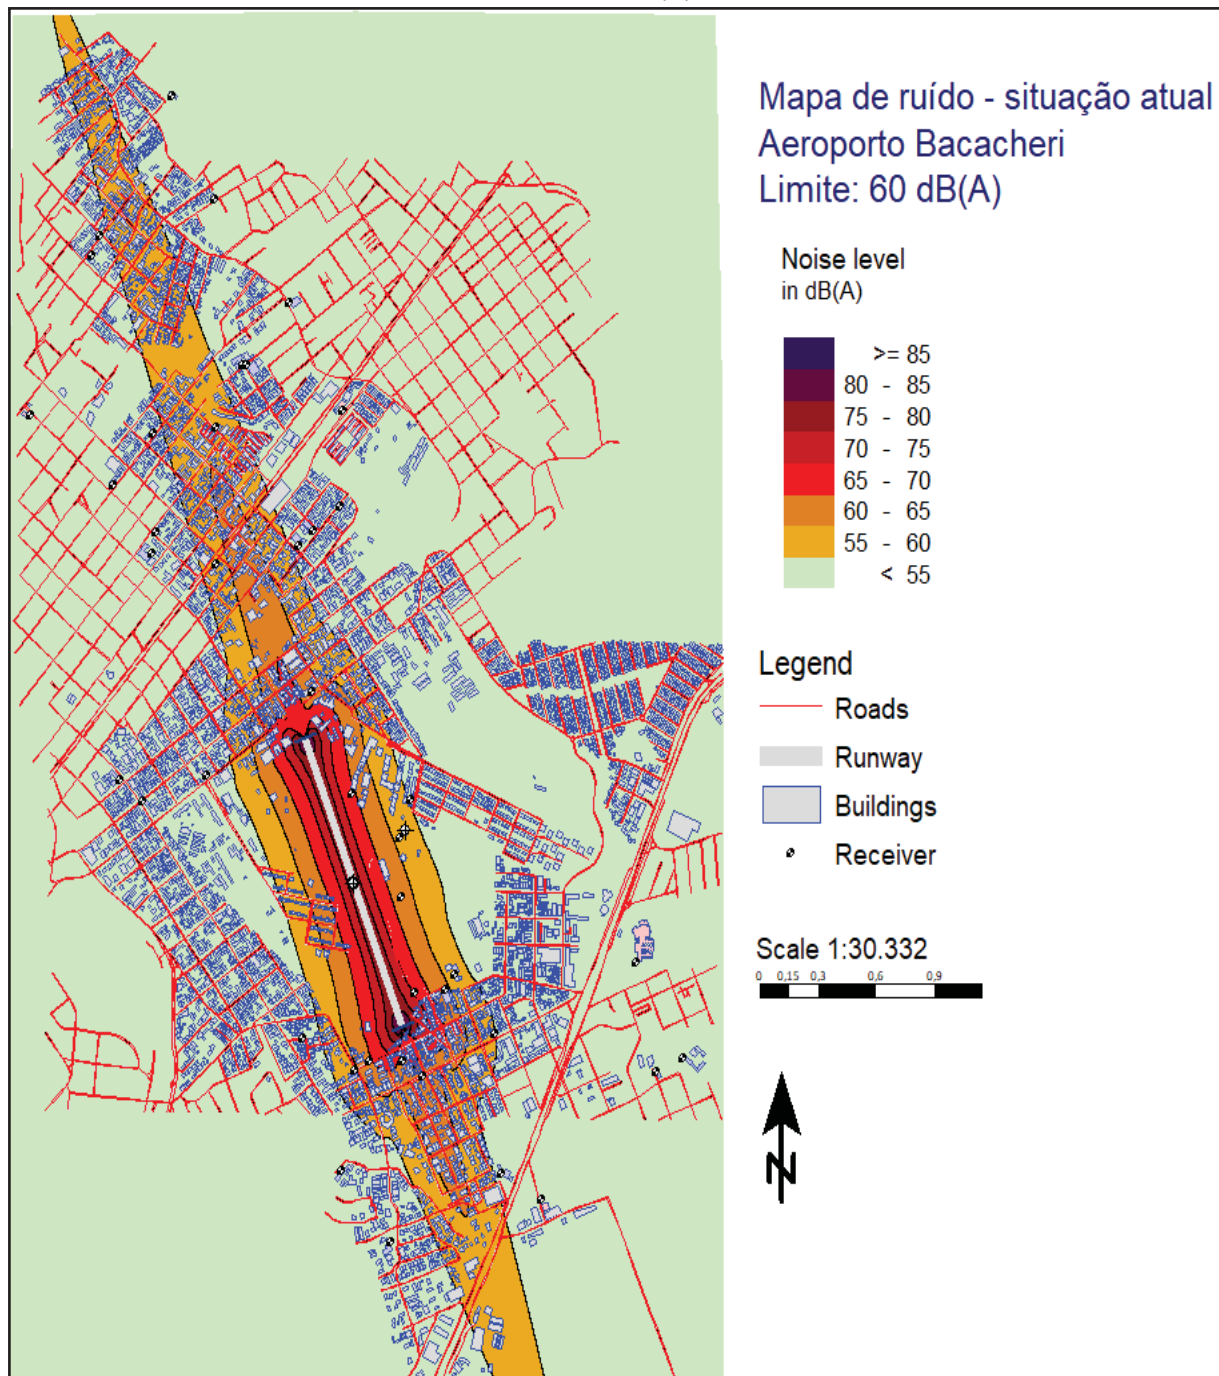 Mapa de ruído - situação atual
Aeroporto Bacacheri
Limite: 60 dB(A)
Noise level
in dB(A)
>= 85
80 - 85
75 - 80
70 - 75
65 - 70
60 - 65
55 - 60
< 55
Legend
Roads
Runway
Buildings
Receiver
Scale 1:30.332
0 0,15 0,3 0,6 0,9
N